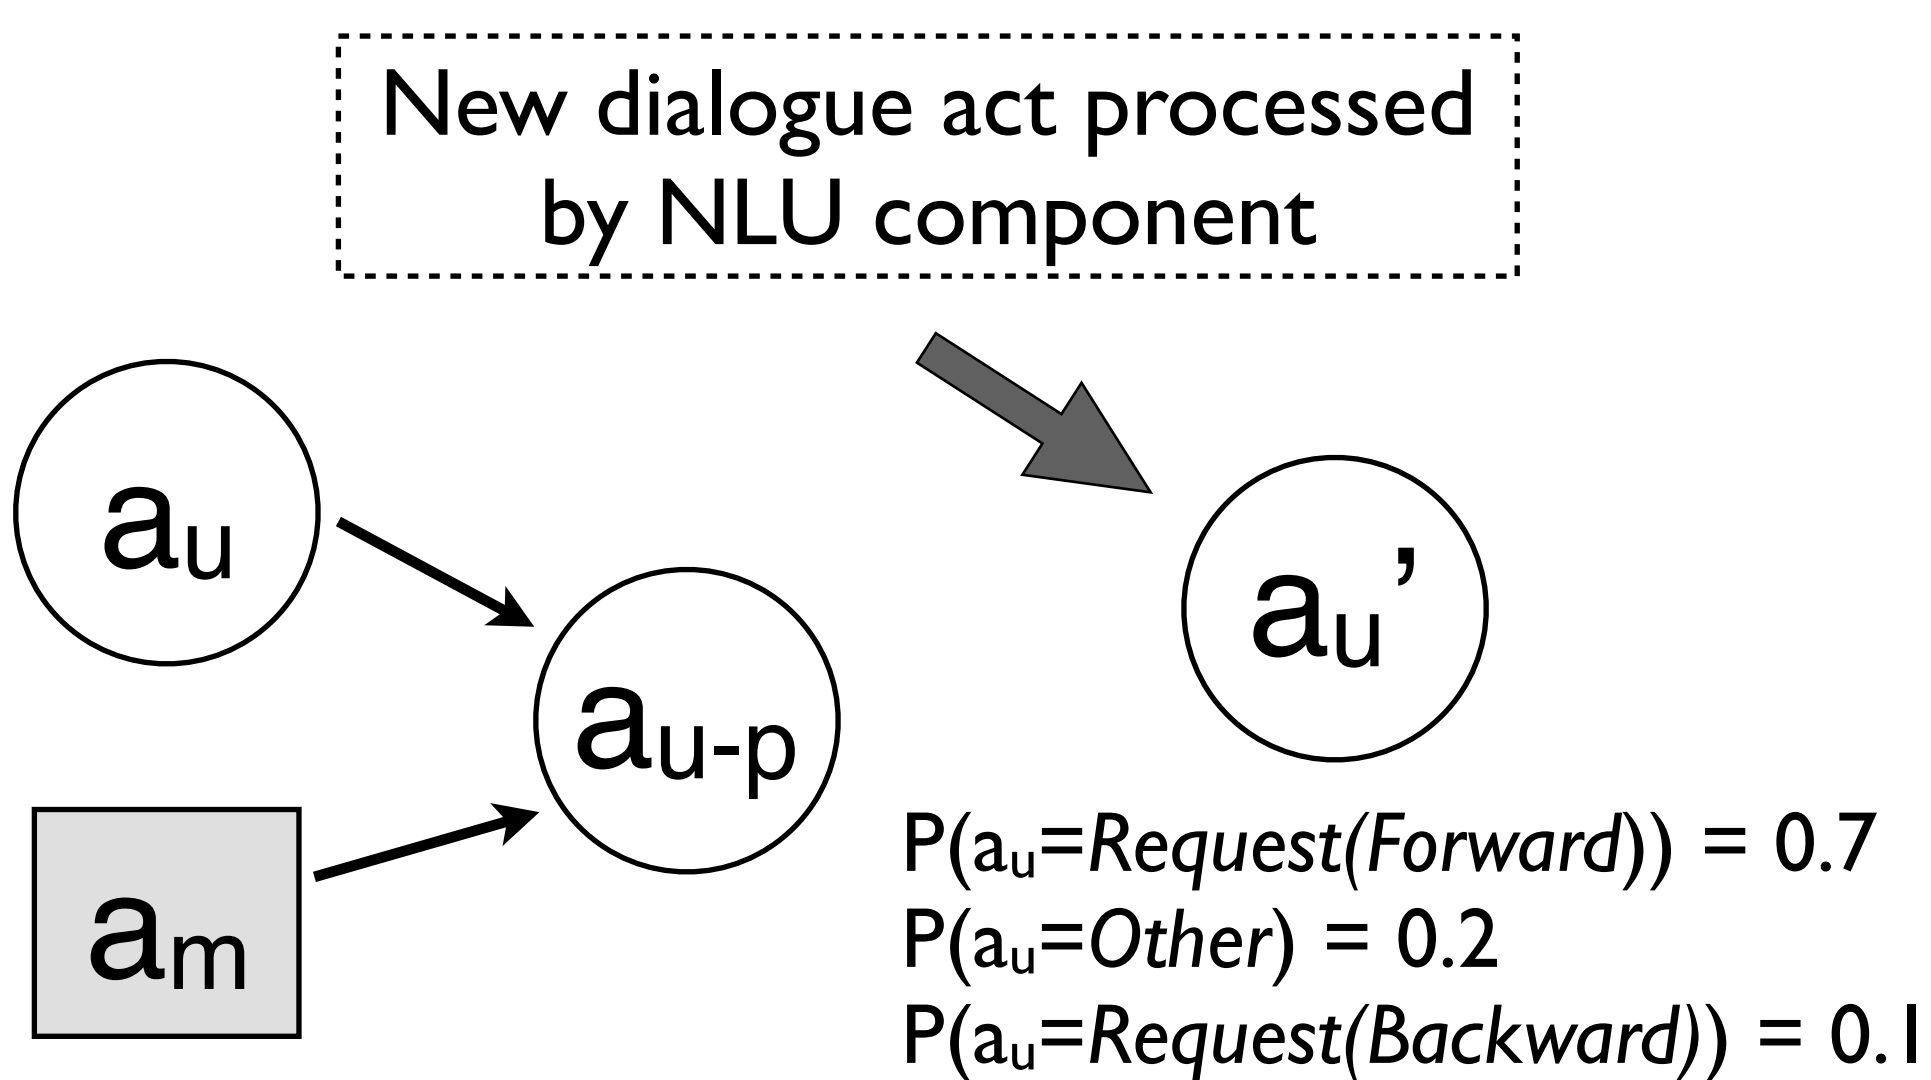 New dialogue act processed
by NLU component
au
au-p
am
au’
P(au=Request(Forward)) = 0.7
P(au=Other) = 0.2
P(au=Request(Backward)) = 0.1